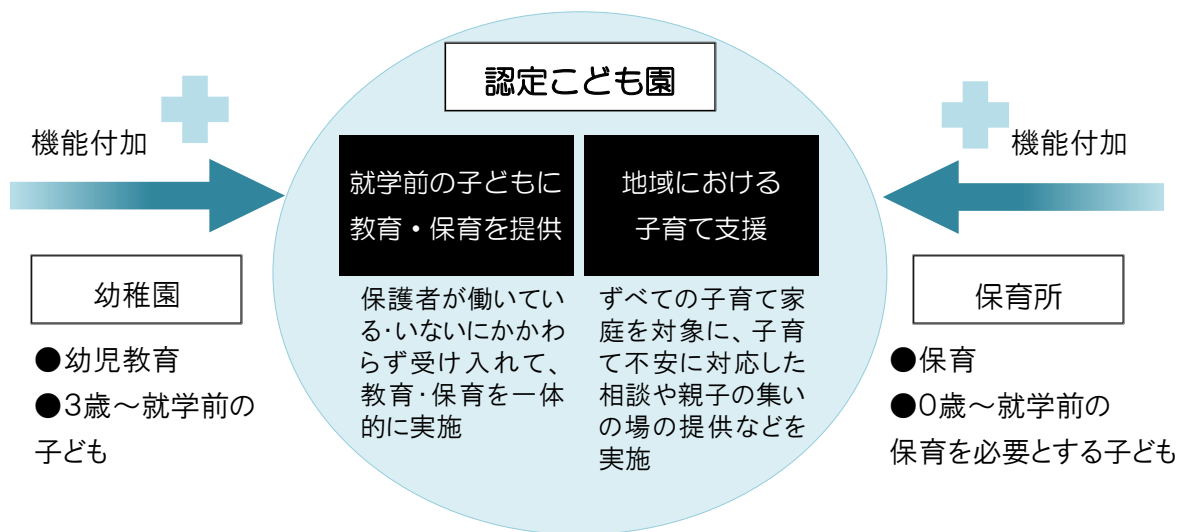 認定こども園
機能付加
機能付加
就学前の子どもに
教育・保育を提供
地域における
子育て支援
幼稚園
●幼児教育
●3歳～就学前の
子ども
保護者が働いてい
る・いないにかかわ
らず受け入れて、
教育・保育を一体
的に実施
ずべての子育て家
庭を対象に、子育
て不安に対応した
相談や親子の集い
の場の提供などを
実施
保育所
●保育
●0歳～就学前の
保育を必要とする子ども